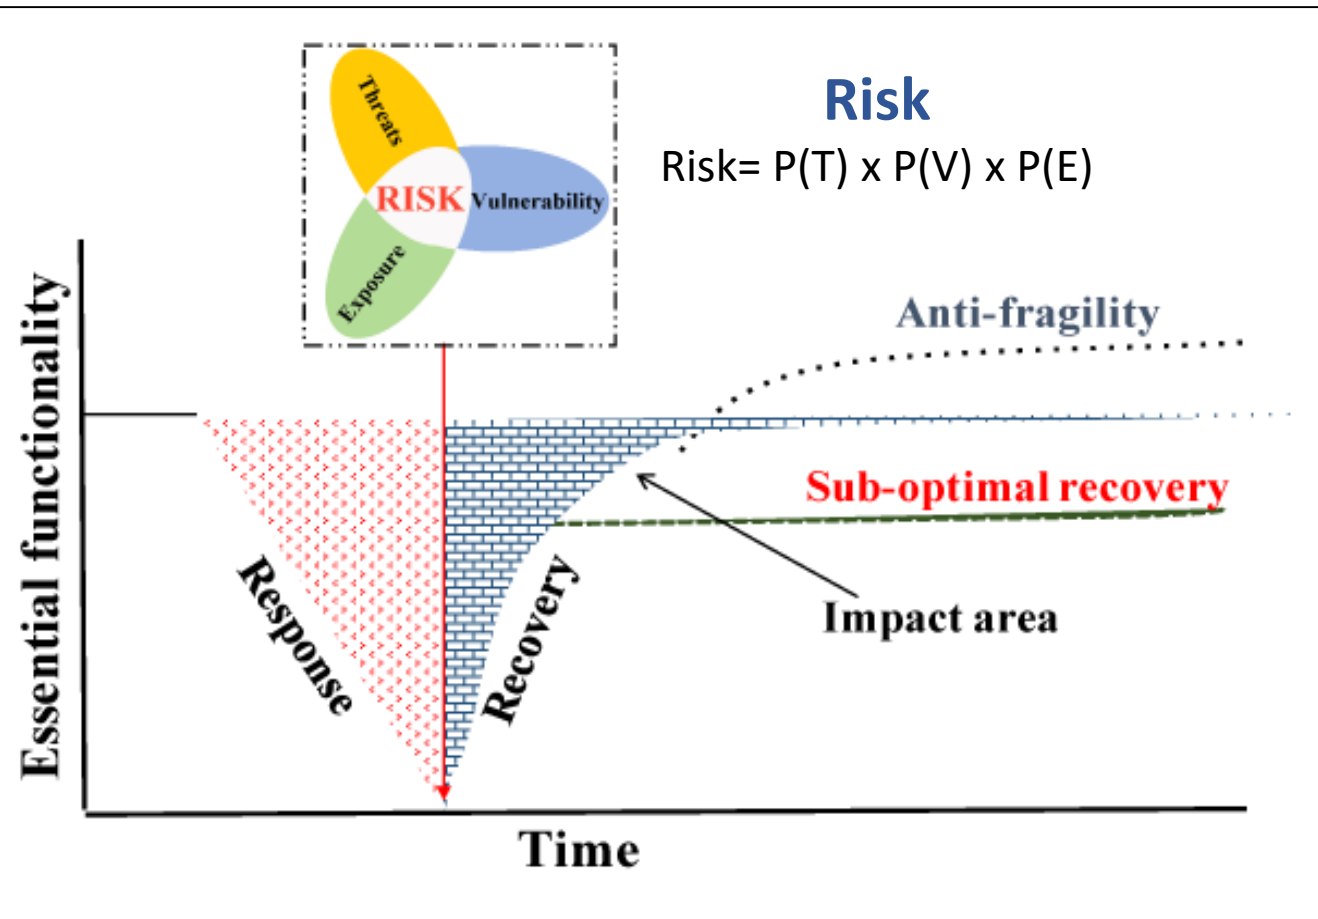 Risk
Risk= P(T) x P(V) x P(E)
Threats
RISK
Vulnerability
Exposure
Anti-fragility
Sub-optimal recovery
Impact area
Response
Recovery
Essential functionality
Time